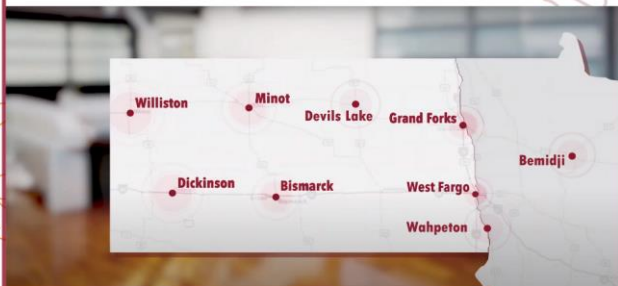 Williston
Minot
Devils Lake
Grand Forks
Bemidji
Dickinson
Bismarck
West Fargo
Wahpeton